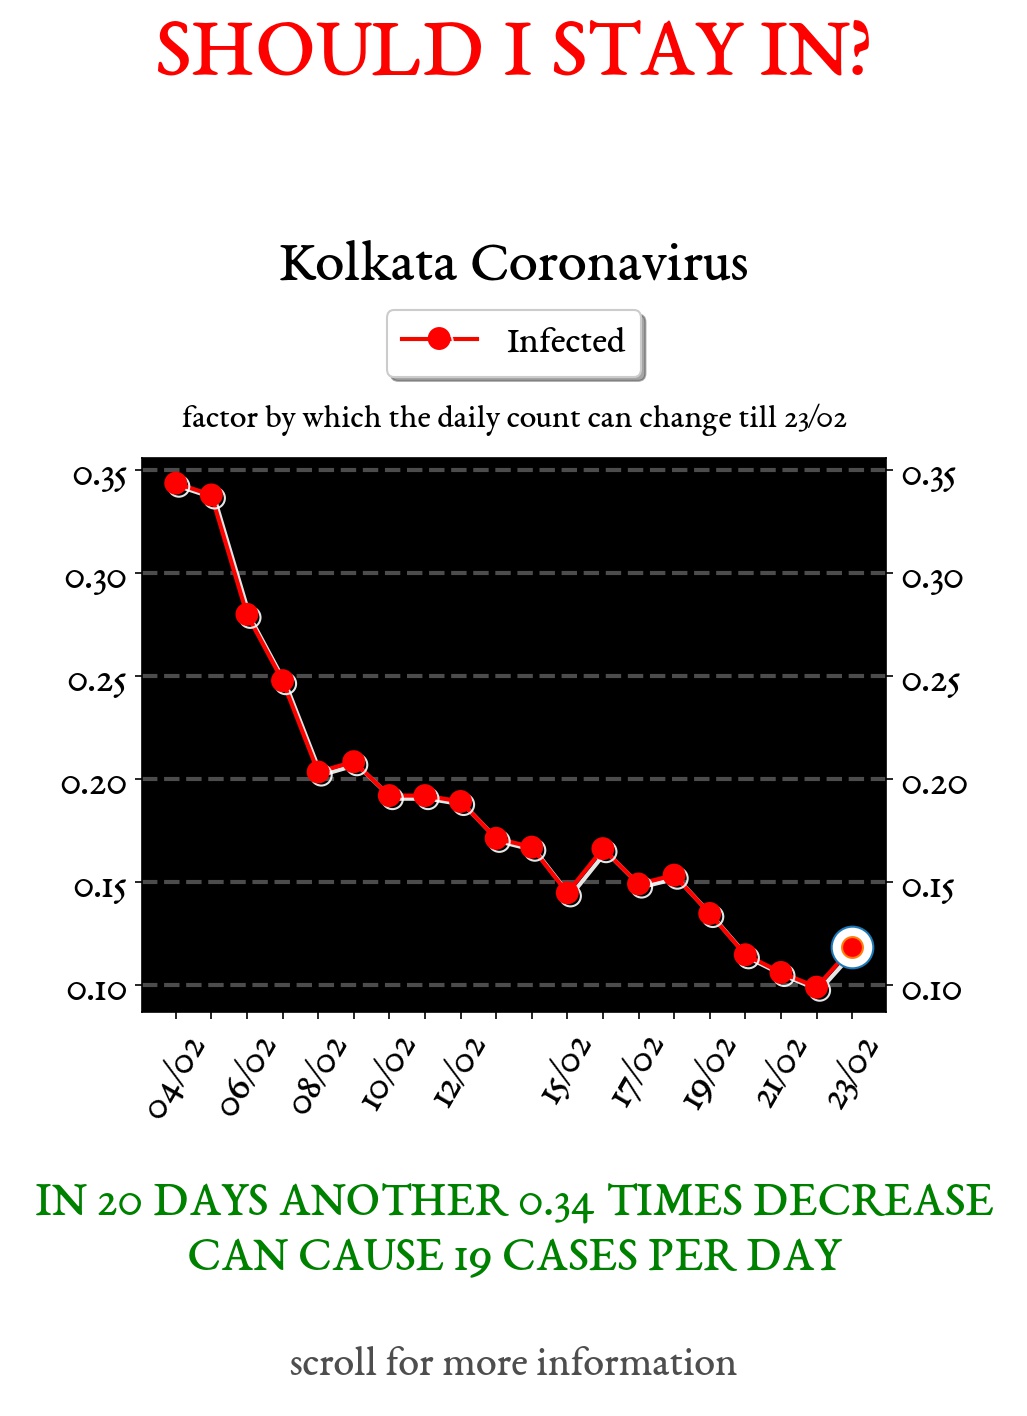 SHOULD I STAY IN?
Kolkata Coronavirus
Infected
factor by which the daily count can change till 23/02
0.35 0.35
0.30 0.30
0.25 0.25
0.20 0.20
0.15 0.15
0.10 0.10
04/02 06/02 08/02 10/02 12/02 15/02 17/02 19/02 21/02 23/02
IN 20 DAYS ANOTHER 0.34 TIMES DECREASE
CAN CAUSE 19 CASES PER DAY
scroll for more information